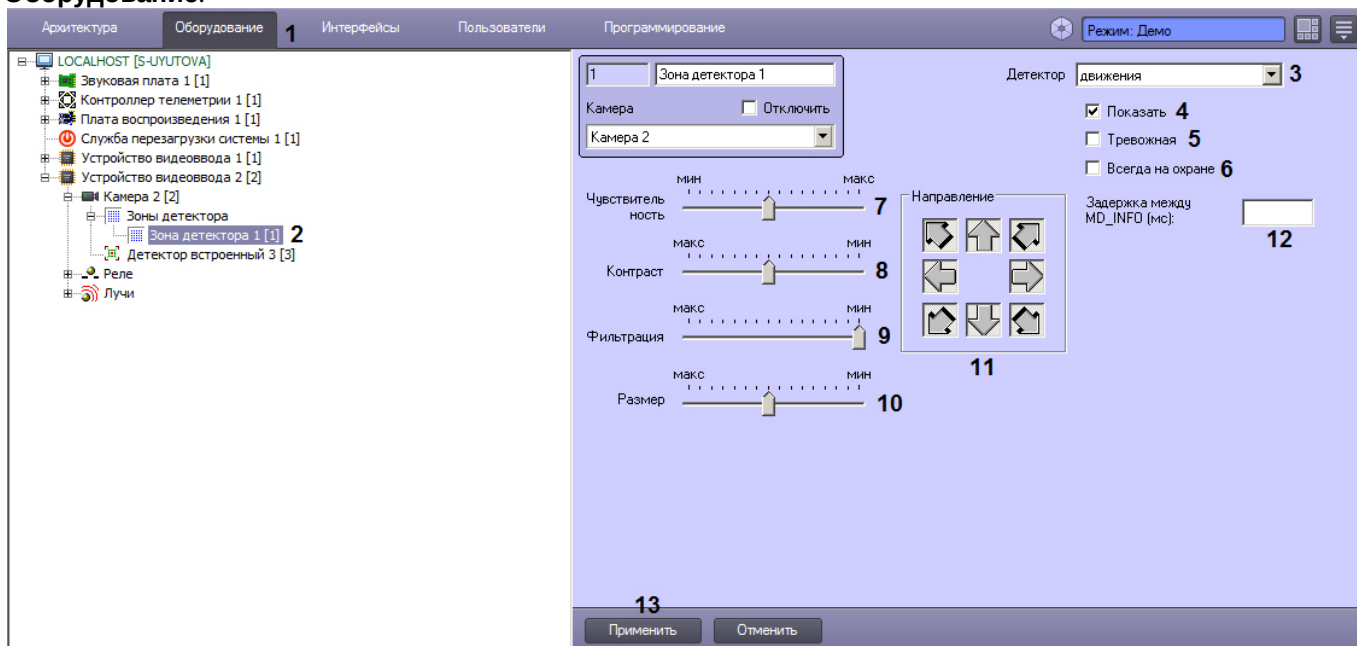 Оборудование.
Архитектура Оборудование 1 Интерфейсы Пользователи Программирование Режим: Демо
LOCALHOST [S-UYUTOVA]
Звуковая плата 1 [1]
Контроллер телеметрии 1 [1]
Плата воспроизведения 1 [1]
Служба перезагрузки системы 1 [1]
Устройство видеоввода 1 [1]
Устройство видеоввода 2 [2]
Камера 2 [2]
Зоны детектора
Зона детектора 1 [1] 2
Детектор встроенный 3 [3]
Реле
Лучи
1 Зона детектора 1
Камера Отключить
Камера 2
Детектор движения 3
Показать 4
Тревожная 5
Всегда на охране 6
мин макс
Чувствитель
ность 7
макс мин
Контраст 8
макс мин
Фильтрация 9
макс мин
Размер 10
Направление
11
Задержка между
MD_INFO (мс):
12
13
Применить Отменить